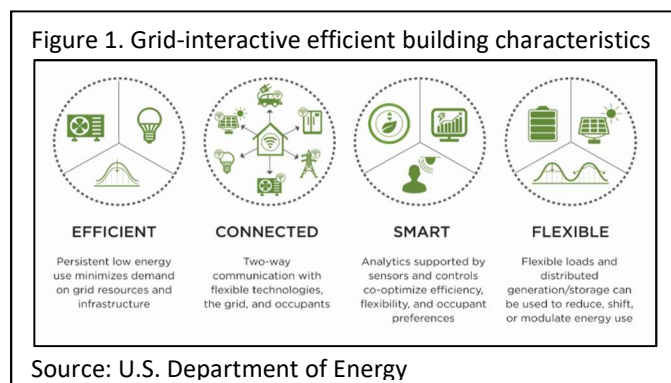 Figure 1. Grid-interactive efficient building characteristics
EFFICIENT
Persistent low energy
use minimizes demand
on grid resources and
infrastructure
CONNECTED
Two-way
communication with
flexible technologies,
the grid, and occupants
SMART
Analytics supported by
sensors and controls
co-optimize efficiency,
flexibility, and occupant
preferences
FLEXIBLE
Flexible loads and
distributed
generation/storage can
be used to reduce, shift,
or modulate energy use
Source: U.S. Department of Energy